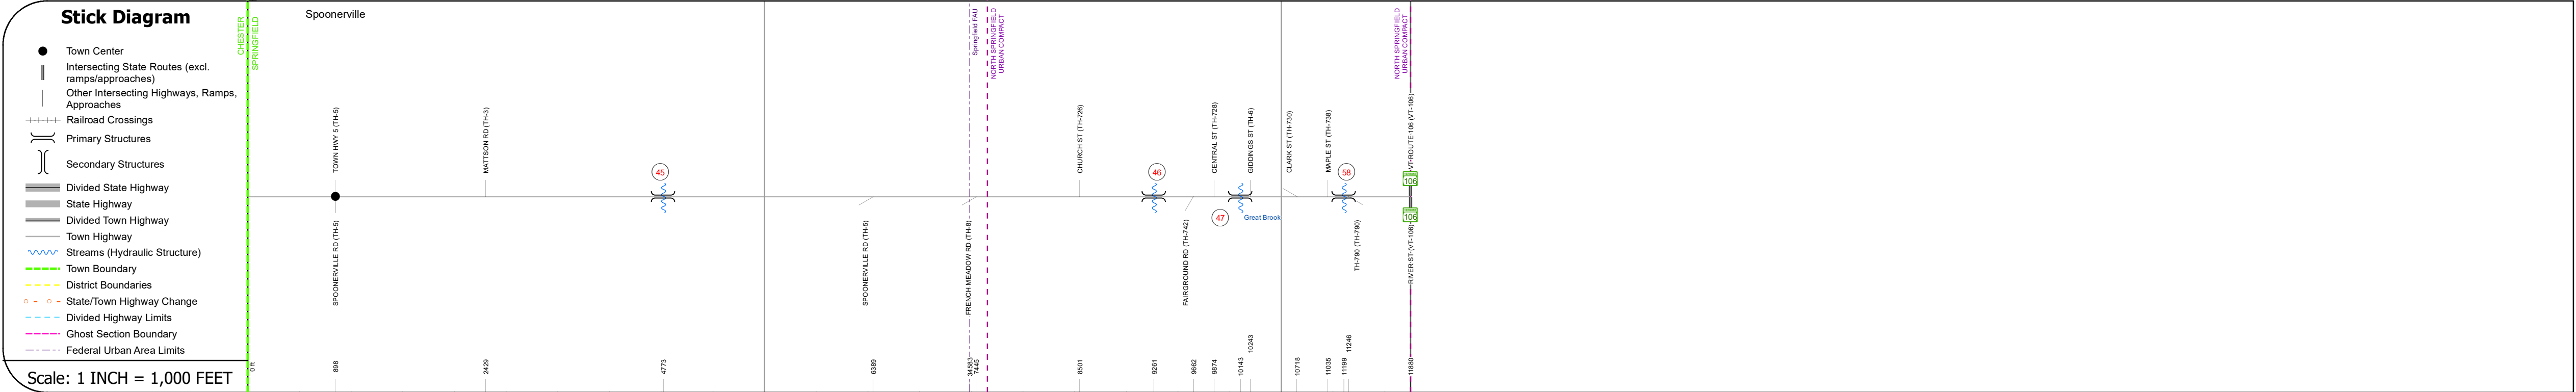 Stick Diagram
Town Center
Intersecting State Routes (excl.
ramps/approaches)
Other Intersecting Highways, Ramps,
Approaches
Railroad Crossings
Primary Structures
Secondary Structures
Divided State Highway
State Highway
Divided Town Highway
Town Highway
Streams (Hydraulic Structure)
Town Boundary
District Boundaries
State/Town Highway Change
Divided Highway Limits
Ghost Section Boundary
Federal Urban Area Limits
Scale: 1 INCH = 1,000 FEET
CHESTER
SPRINGFIELD
Spoonerville
Springfield FAU
NORTH SPRINGFIELD
URBAN COMPACT
NORTH SPRINGFIELD
URBAN COMPACT
TOWN HWY 5 (TH-5)
MATTSON RD (TH-3)
CHURCH ST (TH-726)
CENTRAL ST (TH-728)
GIDDINGS ST (TH-6)
CLARK ST (TH-730)
MAPLE ST (TH-738)
VT ROUTE 106 (VT-106)
45
46
47
58
106
106
Great Brook
SPOONERVILLE RD (TH-5)
SPOONERVILLE RD (TH-5)
FRENCH MEADOW RD (TH-8)
FAIRGROUND RD (TH-742)
TH-790 (TH-790)
RIVER ST (VT-106)
0 ft
898
2429
4773
6389
7445
8501
9261
9662
9874
10143
10243
10718
11035
11199
11246
11880